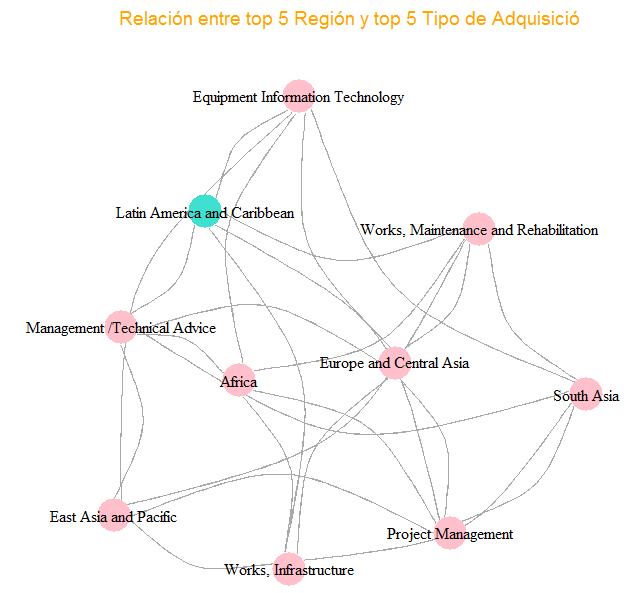 Relación entre top 5 Región y top 5 Tipo de Adquisició
Equipment Information Technology
Latin America and Caribbean
Works, Maintenance and Rehabilitation
Management /Technical Advice
Europe and Central Asia
Africa
South Asia
East Asia and Pacific
Project Management
Works, Infrastructure